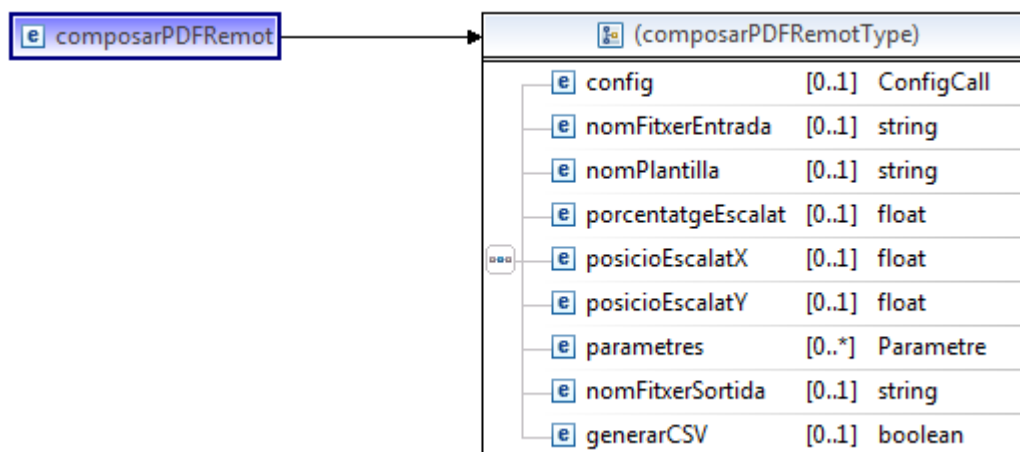 composarPDFRemot
(composarPDFRemotType)
config [0..1] ConfigCall
nomFitxerEntrada [0..1] string
nomPlantilla [0..1] string
porcentatgeEscalat [0..1] float
posicioEscalatX [0..1] float
posicioEscalatY [0..1] float
parametres [0..*] Parametre
nomFitxerSortida [0..1] string
generarCSV [0..1] boolean